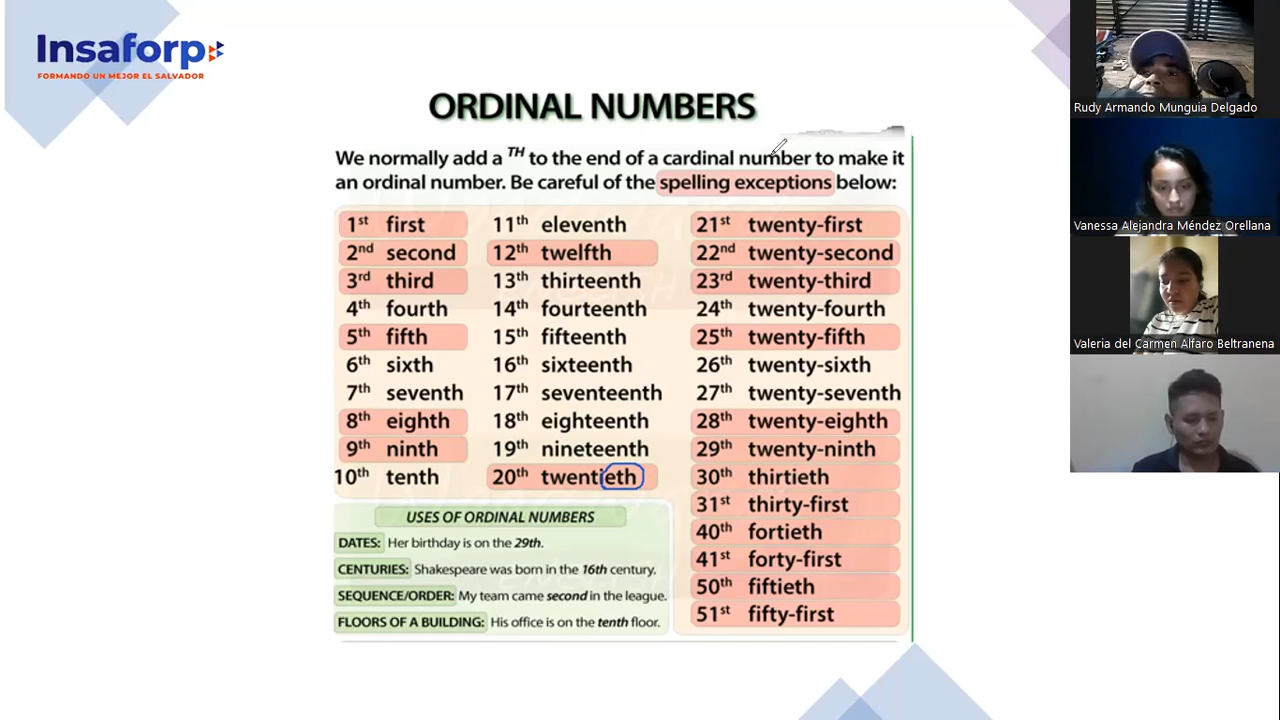 Insaforp
FORMANDO UN MEJOR EL SALVADOR
ORDINAL NUMBERS
We normally add a TH to the end of a cardinal number to make it
an ordinal number. Be careful of the spelling exceptions below:
1st first
2nd second
3rd third
4th fourth
5th fifth
6th sixth
7th seventh
8th eighth
9th ninth
10th tenth
11th eleventh
12th twelfth
13th thirteenth
14th fourteenth
15th fifteenth
16th sixteenth
17th seventeenth
18th eighteenth
19th nineteenth
20th twentieth
21st twenty-first
22nd twenty-second
23rd twenty-third
24th twenty-fourth
25th twenty-fifth
26th twenty-sixth
27th twenty-seventh
28th twenty-eighth
29th twenty-ninth
30th thirtieth
31st thirty-first
40th fortieth
41st forty-first
50th fiftieth
51st fifty-first
USES OF ORDINAL NUMBERS
DATES: Her birthday is on the 29th.
CENTURIES: Shakespeare was born in the 16th century.
SEQUENCE/ORDER: My team came second in the league.
FLOORS OF A BUILDING: His office is on the tenth floor.
Rudy Armando Munguia Delgado
Vanessa Alejandra Méndez Orellana
Valeria del Carmen Alfaro Beltranena